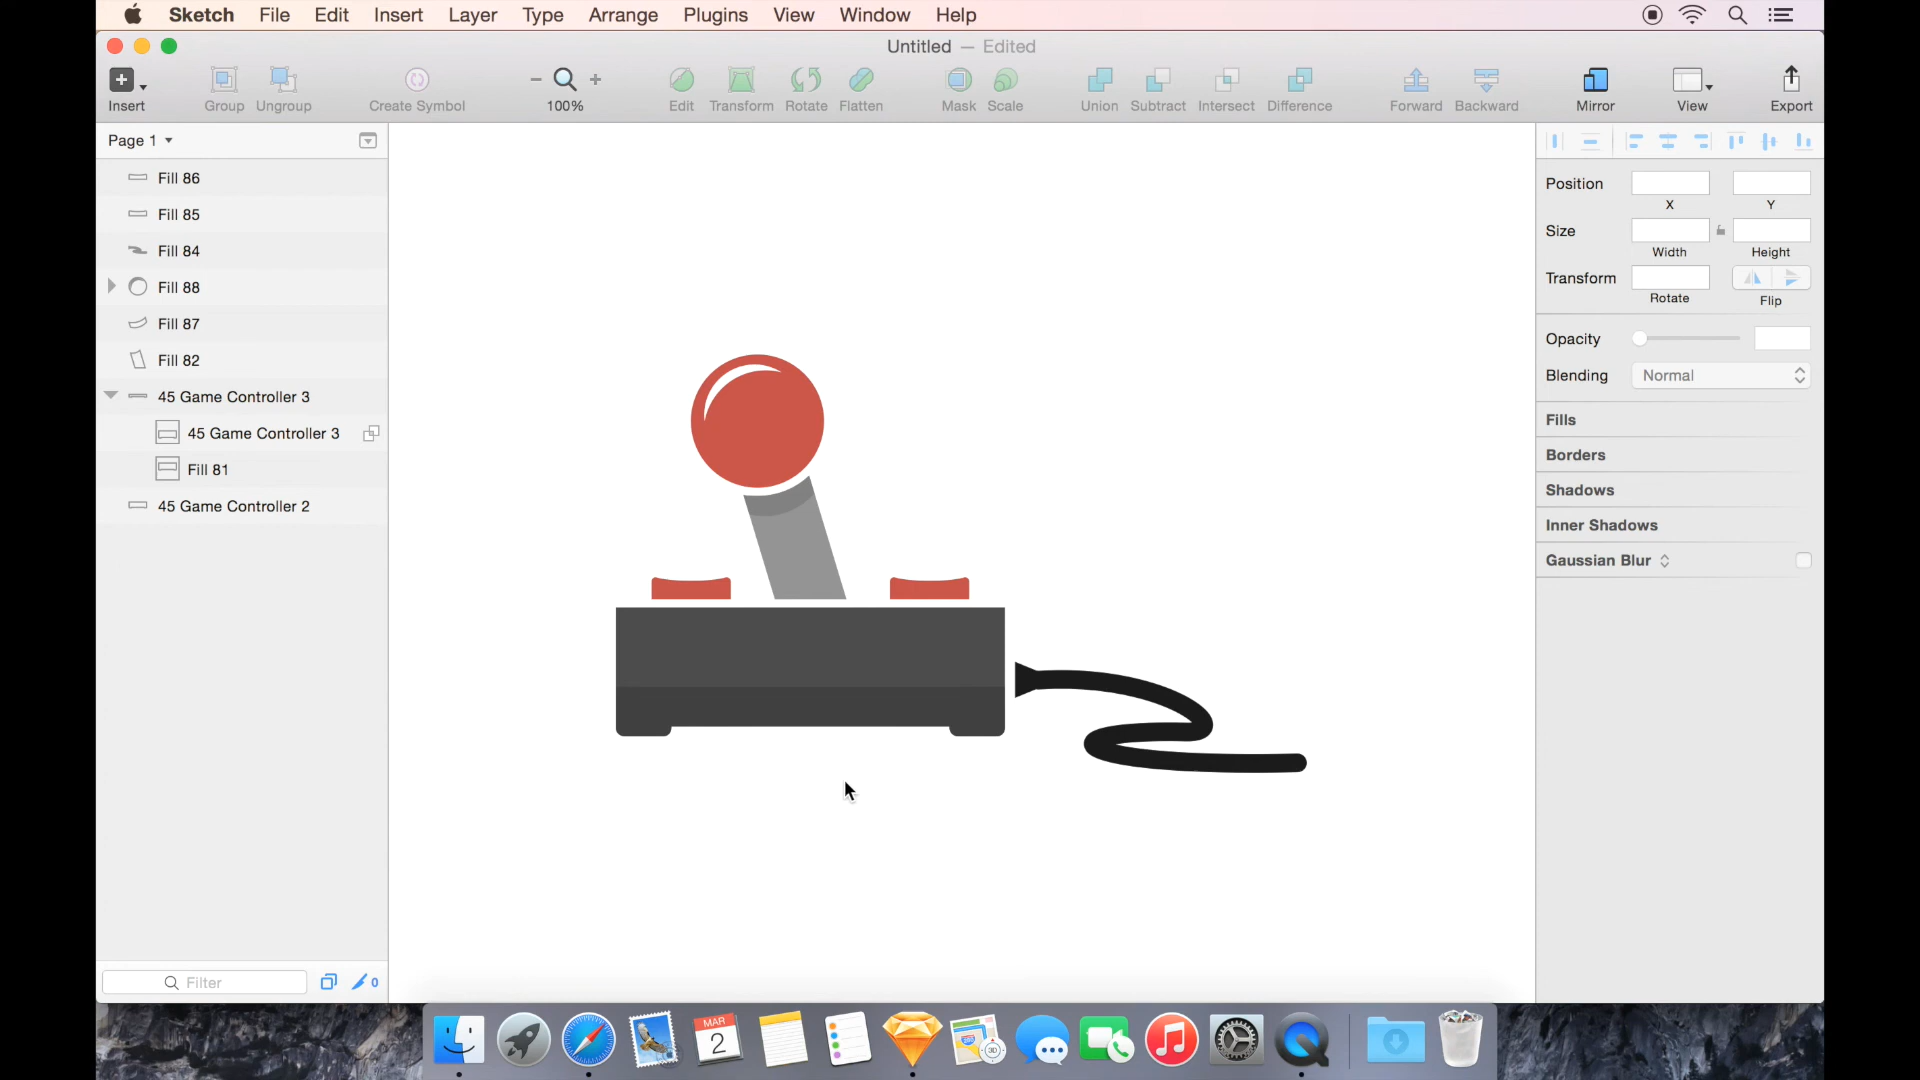 Sketch File Edit Insert Layer Type Arrange Plugins View Window Help
Untitled — Edited
Insert Group Ungroup Create Symbol 100% Edit Transform Rotate Flatten Mask Scale Union Subtract Intersect Difference Forward Backward Mirror View Export
Page 1
Fill 86
Fill 85
Fill 84
Fill 88
Fill 87
Fill 82
45 Game Controller 3
45 Game Controller 3
Fill 81
45 Game Controller 2
Filter 0
Position
X Y
Size
Width Height
Transform
Rotate Flip
Opacity
Blending Normal
Fills
Borders
Shadows
Inner Shadows
Gaussian Blur
MAR
2
3D